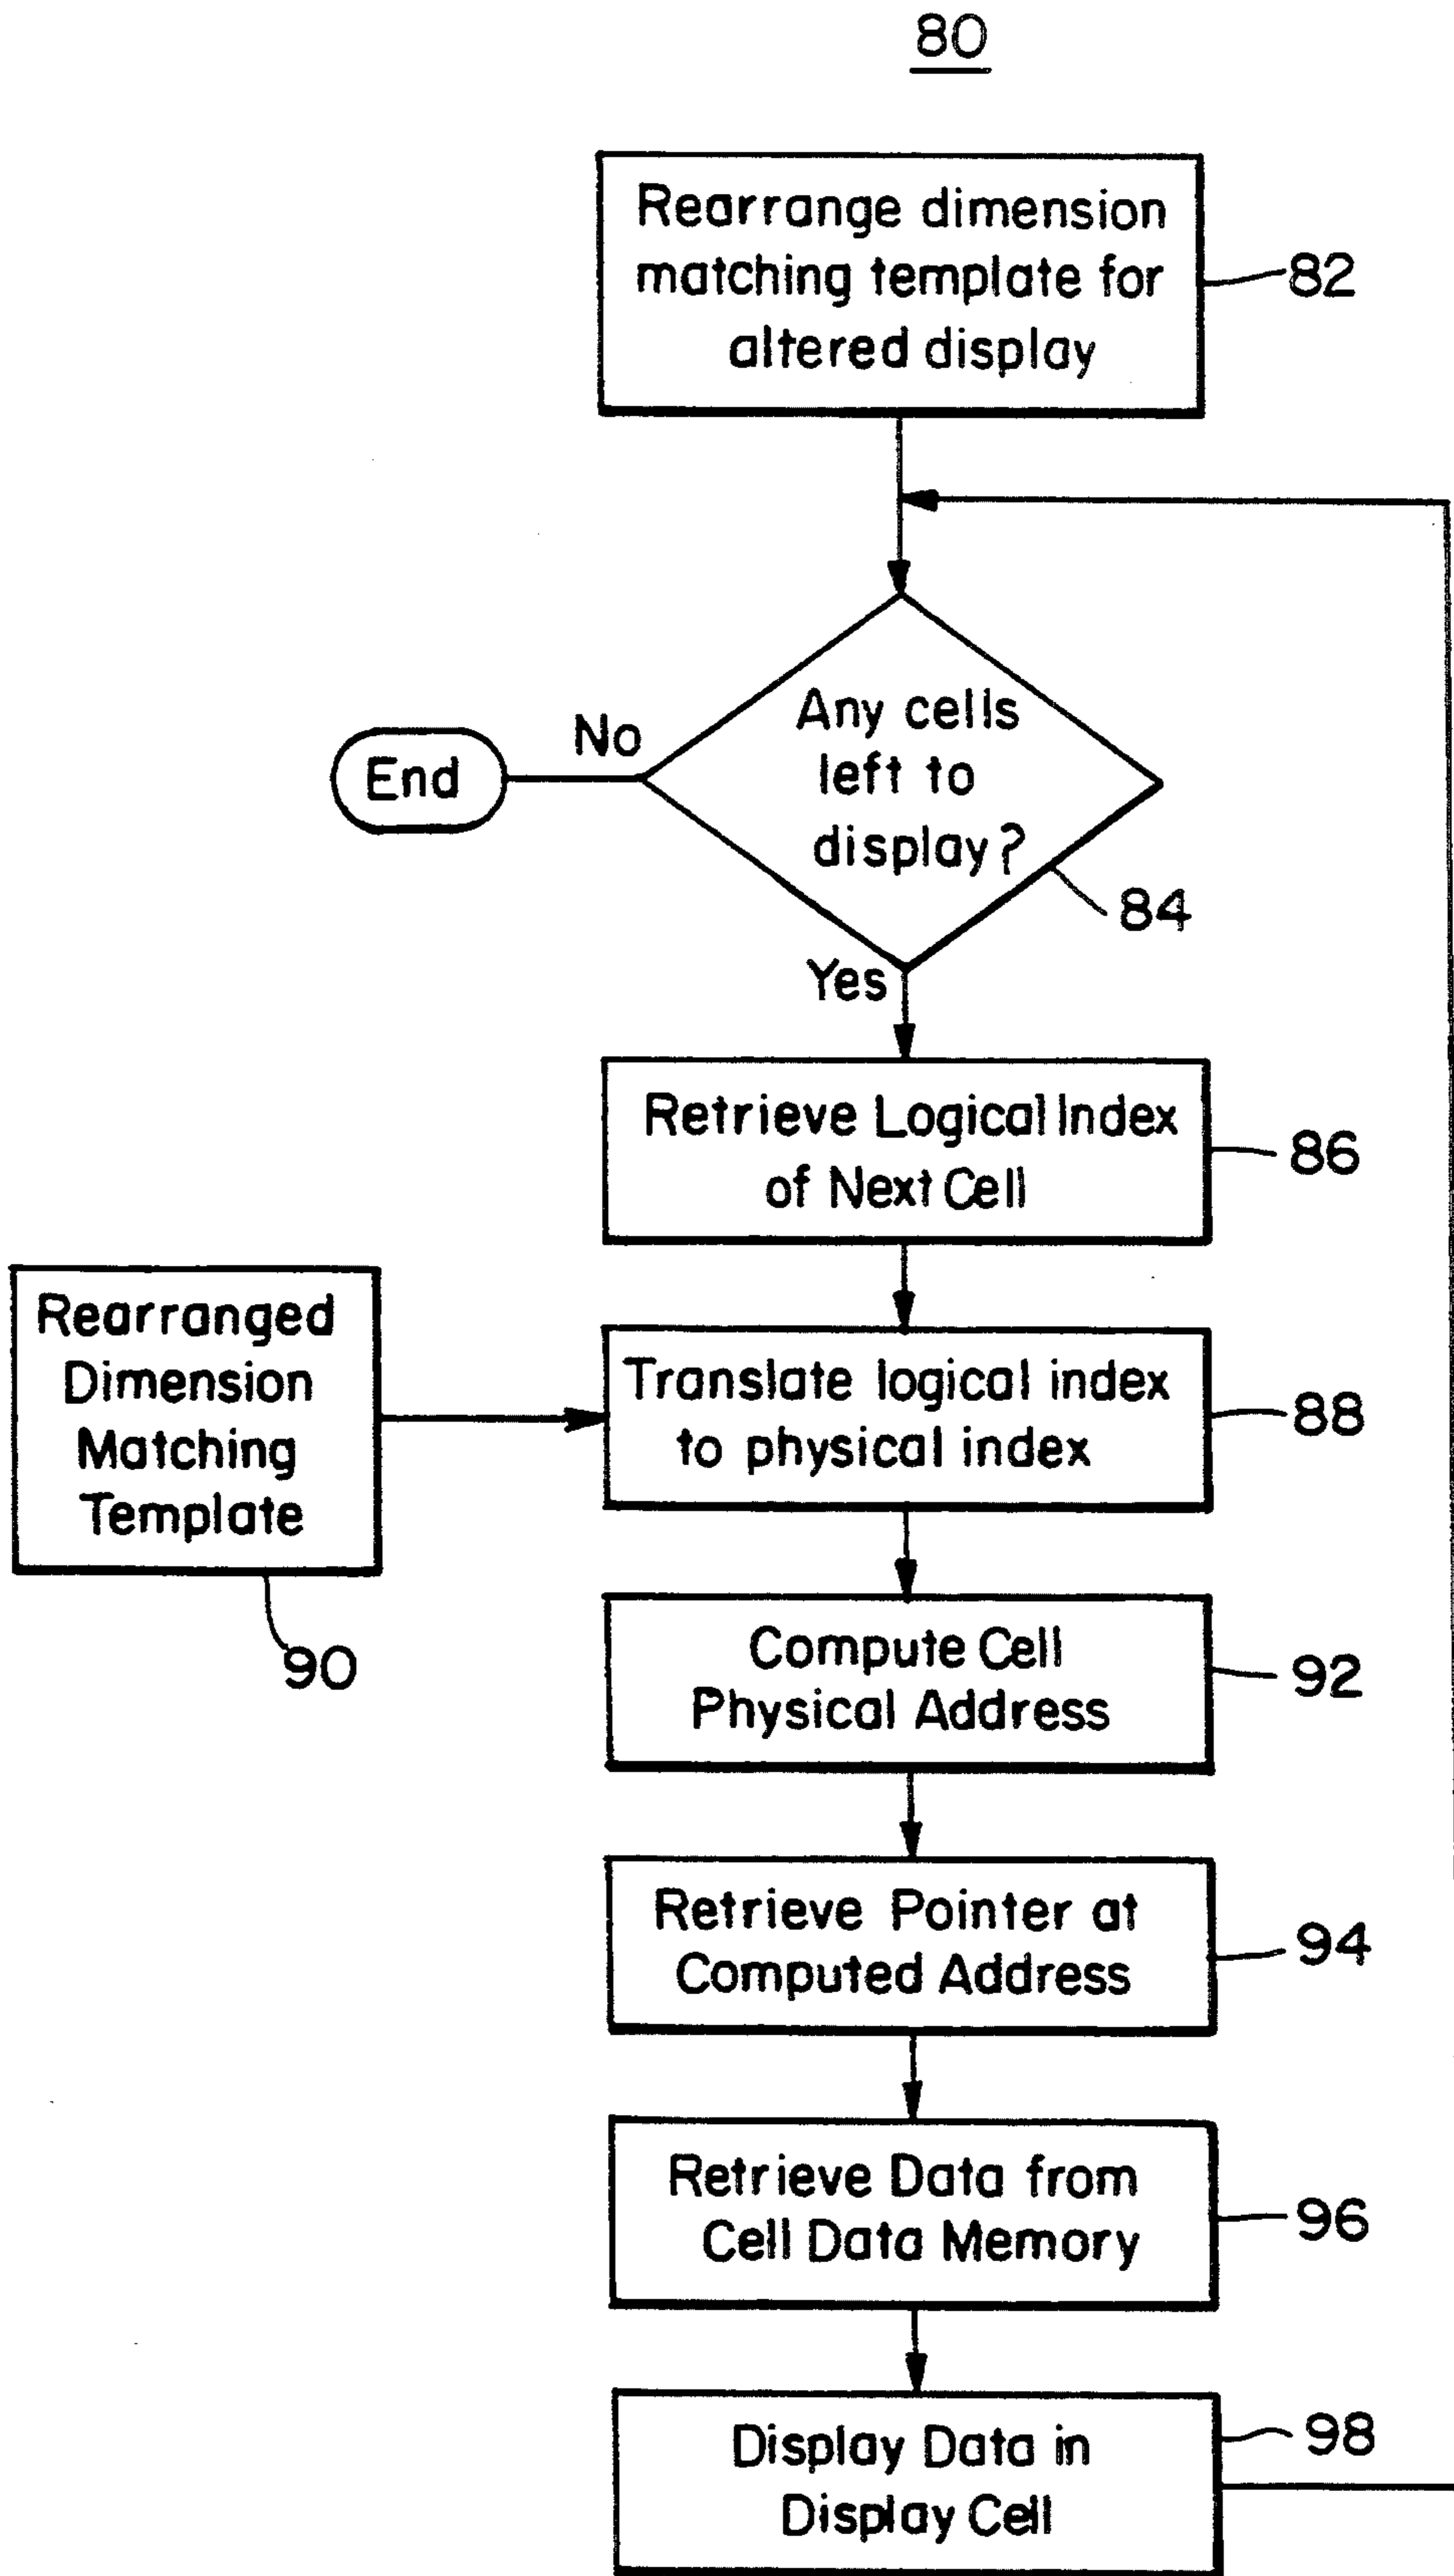 80
Rearrange dimension
matching template for
altered display
82
Any cells
left to
display?
No
End
84
Yes
Retrieve Logical Index
of Next Cell
86
Rearranged
Dimension
Matching
Template
90
Translate logical index
to physical index
88
Compute Cell
Physical Address
92
Retrieve Pointer at
Computed Address
94
Retrieve Data from
Cell Data Memory
96
Display Data in
Display Cell
98